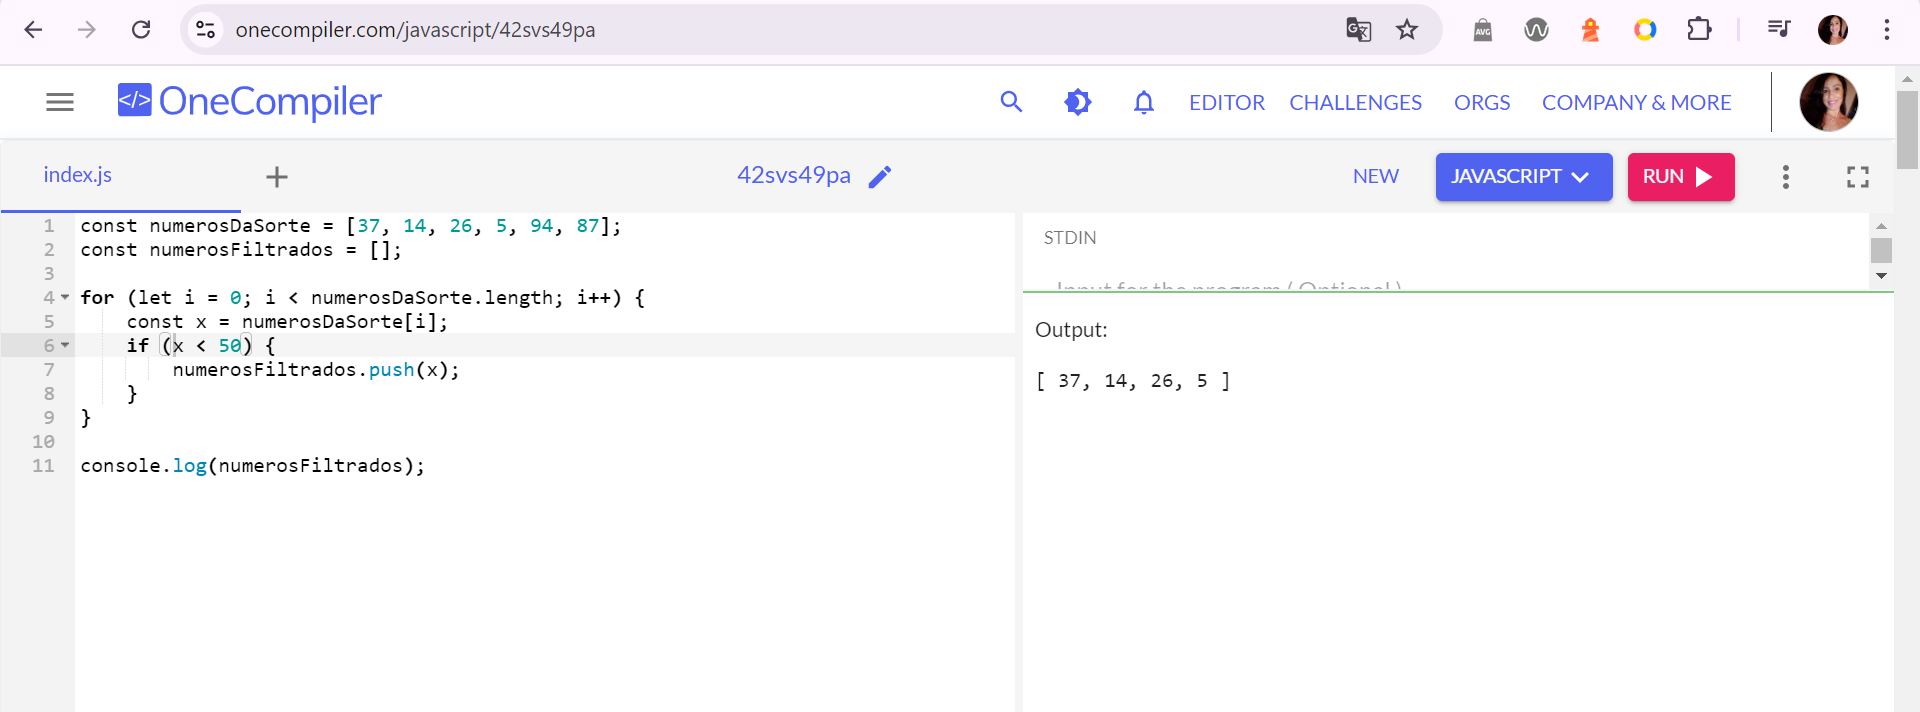 onecompiler.com/javascript/42svs49pa
AVG
</> OneCompiler
EDITOR CHALLENGES ORGS COMPANY & MORE
index.js
42svs49pa
NEW
JAVASCRIPT
RUN
1 const numerosDaSorte = [37, 14, 26, 5, 94, 87];
2 const numerosFiltrados = [];
3
4 for (let i = 0; i < numerosDaSorte.length; i++) {
5 const x = numerosDaSorte[i];
6 if (x < 50) {
7 numerosFiltrados.push(x);
8 }
9 }
10
11 console.log(numerosFiltrados);
STDIN
Input for the program ( Optional )
Output:
[ 37, 14, 26, 5 ]